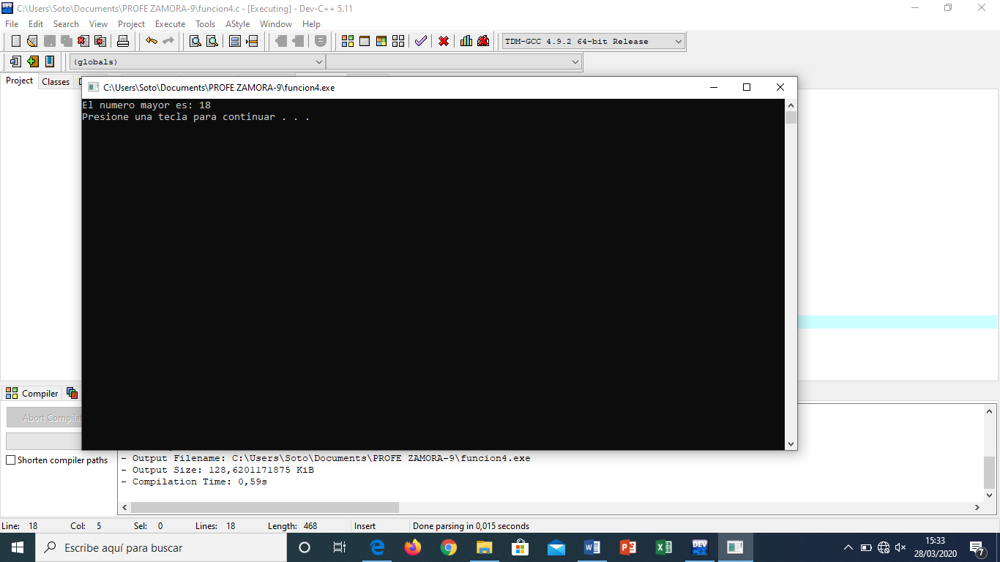 C:\Users\Soto\Documents\PROFE ZAMORA-9\funcion4.c - [Executing] - Dev-C++ 5.11
File Edit Search View Project Execute Tools AStyle Window Help
TDM-GCC 4.9.2 64-bit Release
(globals)
Project Classes
C:\Users\Soto\Documents\PROFE ZAMORA-9\funcion4.exe
El numero mayor es: 18
Presione una tecla para continuar . . .
Compiler
Abort Compilat
Shorten compiler paths
- Output Filename: C:\Users\Soto\Documents\PROFE ZAMORA-9\funcion4.exe
- Output Size: 128,6201171875 KiB
- Compilation Time: 0,59s
Line: 18 Col: 5 Sel: 0 Lines: 18 Length: 468 Insert Done parsing in 0,015 seconds
Escribe aquí para buscar
DEV
15:33
28/03/2020
7